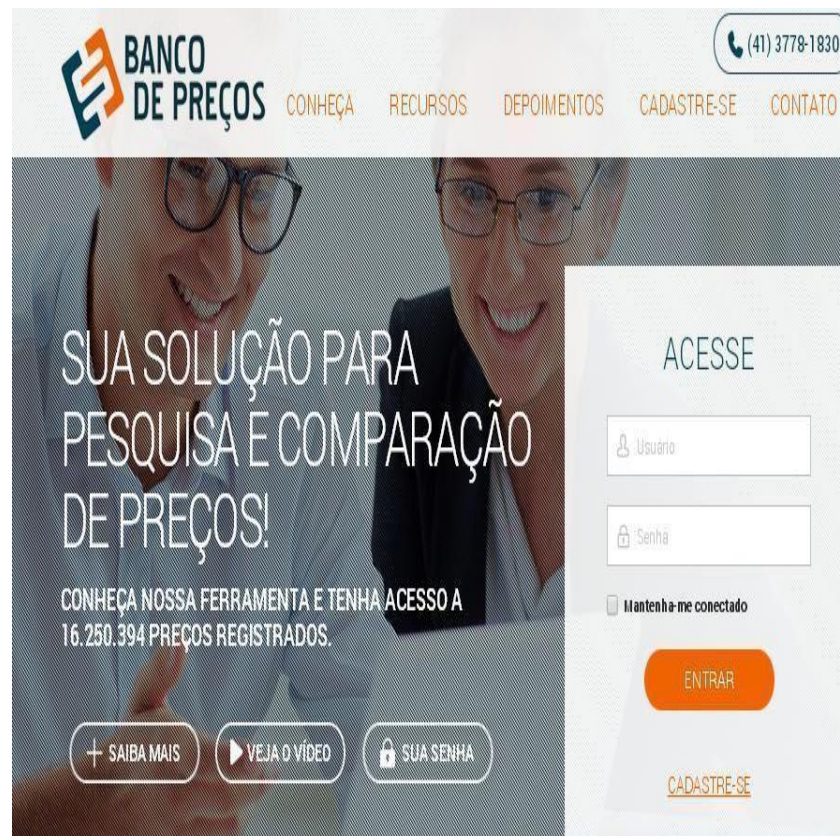 BANCO
DE PREÇOS
(41) 3778-1830
CONHEÇA RECURSOS DEPOIMENTOS CADASTRE-SE CONTATO
SUA SOLUÇÃO PARA
PESQUISA E COMPARAÇÃO
DE PREÇOS!
CONHEÇA NOSSA FERRAMENTA E TENHA ACESSO A
16.250.394 PREÇOS REGISTRADOS.
SAIBA MAIS
VEJA O VÍDEO
SUA SENHA
ACESSE
Usuário
Senha
Mantenha-me conectado
ENTRAR
CADASTRE-SE